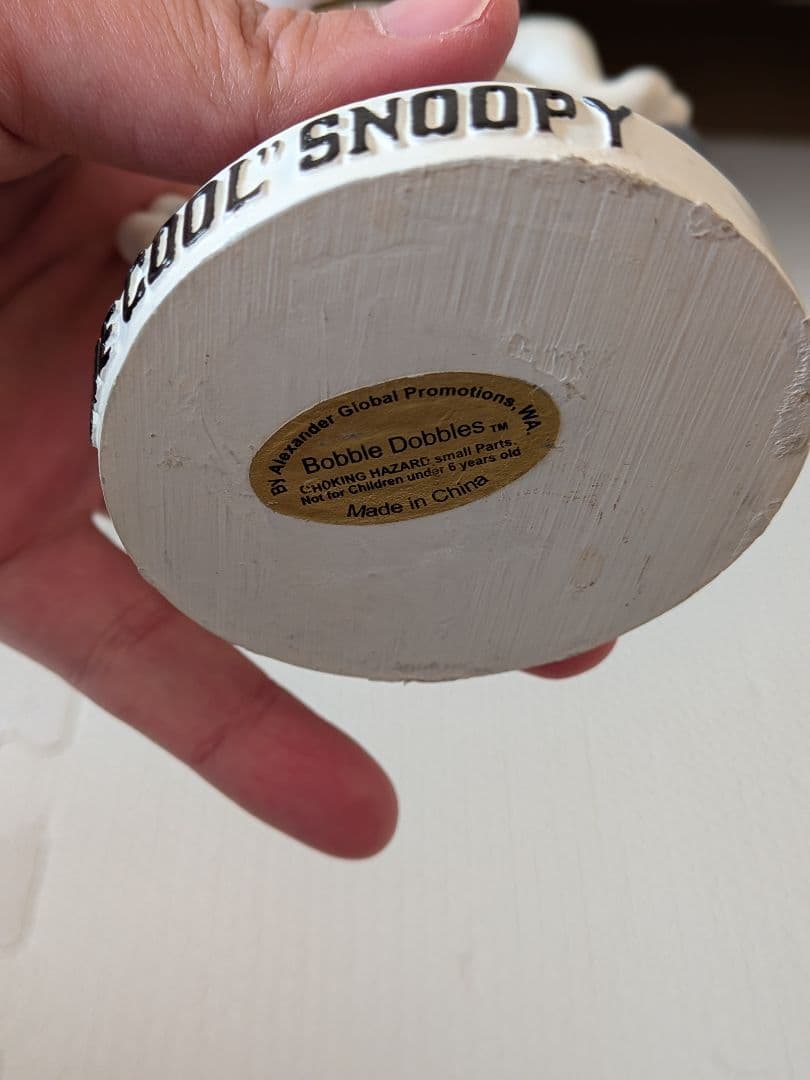 COOL" SNOOPY
By Alexander Global Promotions, WA.
Bobble Dobbles TM
CHOKING HAZARD small Parts.
Not for Children under 6 years old
Made in China